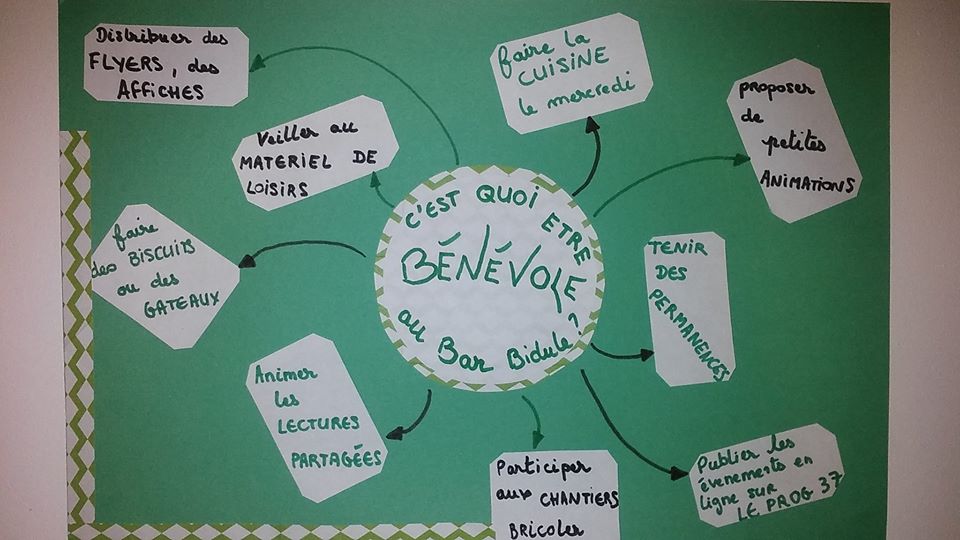 Distribuer des
FLYERS, des
AFFICHES
faire la
CUISINE
le mercredi
proposer
de
petites
ANIMATIONS
Veiller au
MATERIEL DE
LOISIRS
C'EST QUOI ETRE
BÉNÉVOLE
au Bar Bidule?
faire
des BISCUITS
ou des
GATEAUX
TENIR
DES
PERMANENCES
Animer
les
LECTURES
PARTAGÉES
Participer
aux CHANTIERS
BRICOLER
Publier les
évenements en
ligne sur
LE PROG 37